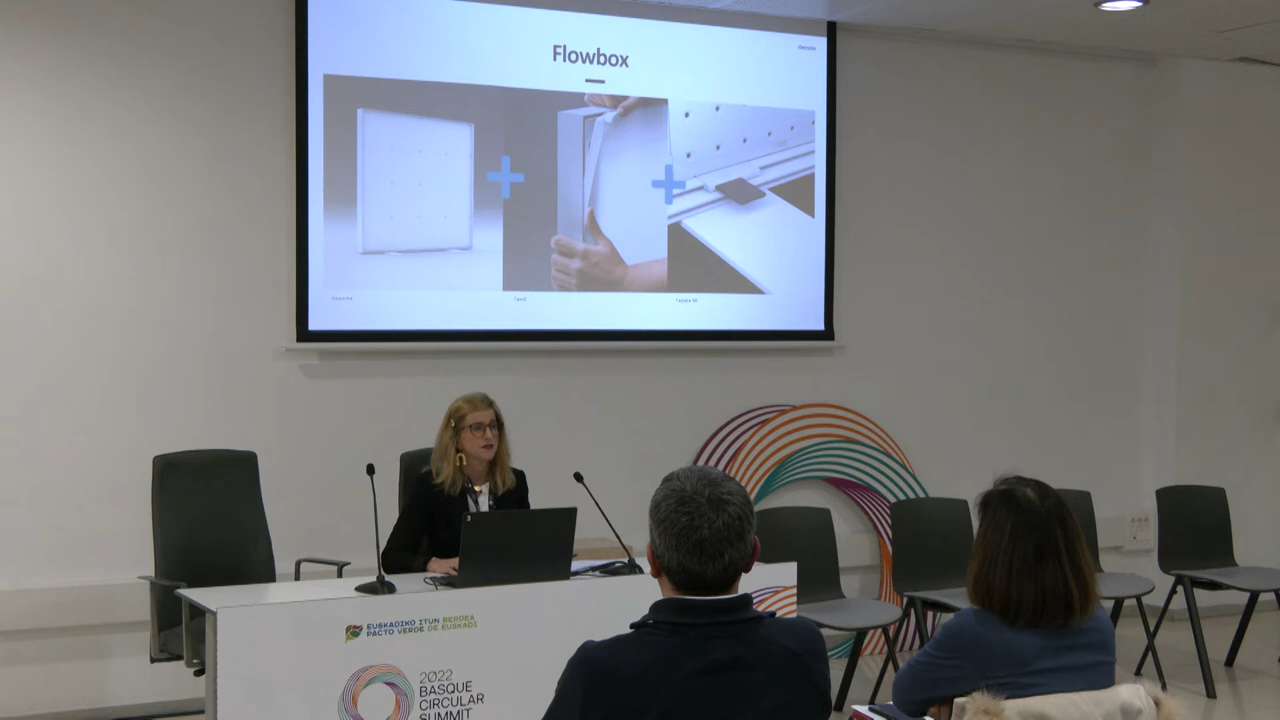 Flowbox
EUSKADIKO ITUN BERDEA
PACTO VERDE DE EUSKADI
2022
BASQUE
CIRCULAR
SUMMIT